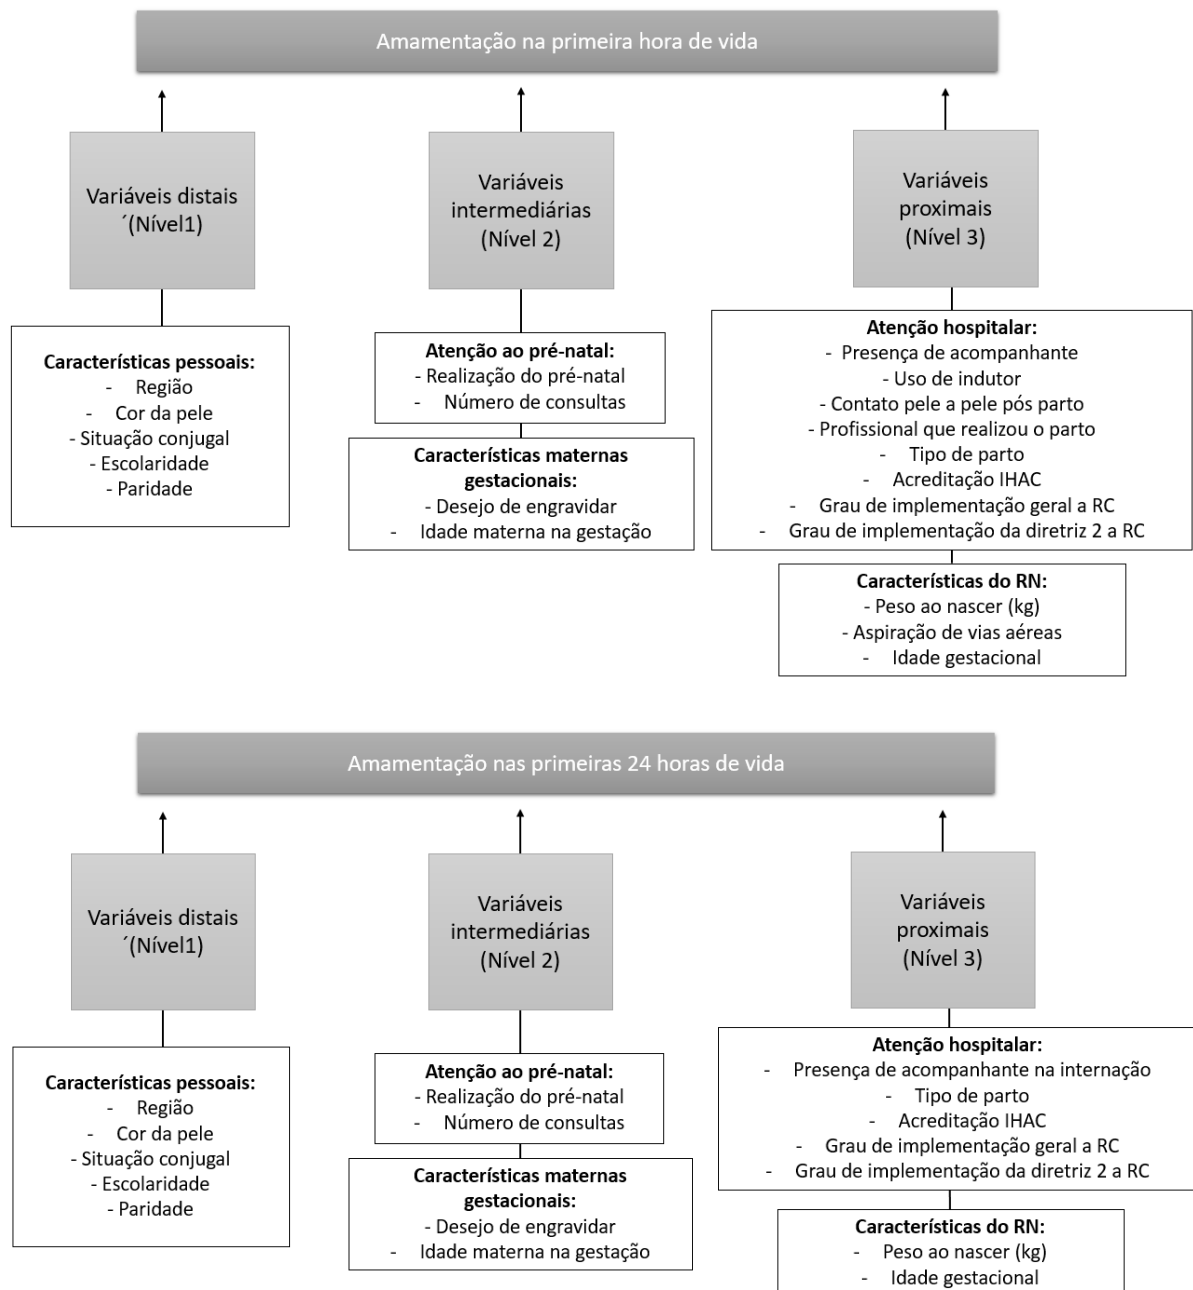 Amamentação na primeira hora de vida
Variáveis distais
´(Nível1)
Características pessoais:
- Região
- Cor da pele
- Situação conjugal
- Escolaridade
- Paridade
Variáveis
intermediárias
(Nível 2)
Atenção ao pré-natal:
- Realização do pré-natal
- Número de consultas
Características maternas
gestacionais:
- Desejo de engravidar
- Idade materna na gestação
Variáveis
proximais
(Nível 3)
Atenção hospitalar:
- Presença de acompanhante
- Uso de indutor
- Contato pele a pele pós parto
- Profissional que realizou o parto
- Tipo de parto
- Acreditação IHAC
- Grau de implementação geral a RC
- Grau de implementação da diretriz 2 a RC
Características do RN:
- Peso ao nascer (kg)
- Aspiração de vias aéreas
- Idade gestacional
Amamentação nas primeiras 24 horas de vida
Variáveis distais
´(Nível1)
Características pessoais:
- Região
- Cor da pele
- Situação conjugal
- Escolaridade
- Paridade
Variáveis
intermediárias
(Nível 2)
Atenção ao pré-natal:
- Realização do pré-natal
- Número de consultas
Características maternas
gestacionais:
- Desejo de engravidar
- Idade materna na gestação
Variáveis
proximais
(Nível 3)
Atenção hospitalar:
- Presença de acompanhante na internação
- Tipo de parto
- Acreditação IHAC
- Grau de implementação geral a RC
- Grau de implementação da diretriz 2 a RC
Características do RN:
- Peso ao nascer (kg)
- Idade gestacional